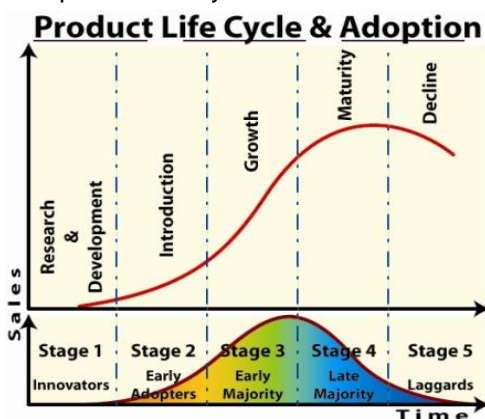 Product Life Cycle & Adoption
Research
&
Development
Introduction
Growth
Maturity
Decline
Sales
Stage 1
Innovators
Stage 2
Early
Adopters
Stage 3
Early
Majority
Stage 4
Late
Majority
Stage 5
Laggards
Time